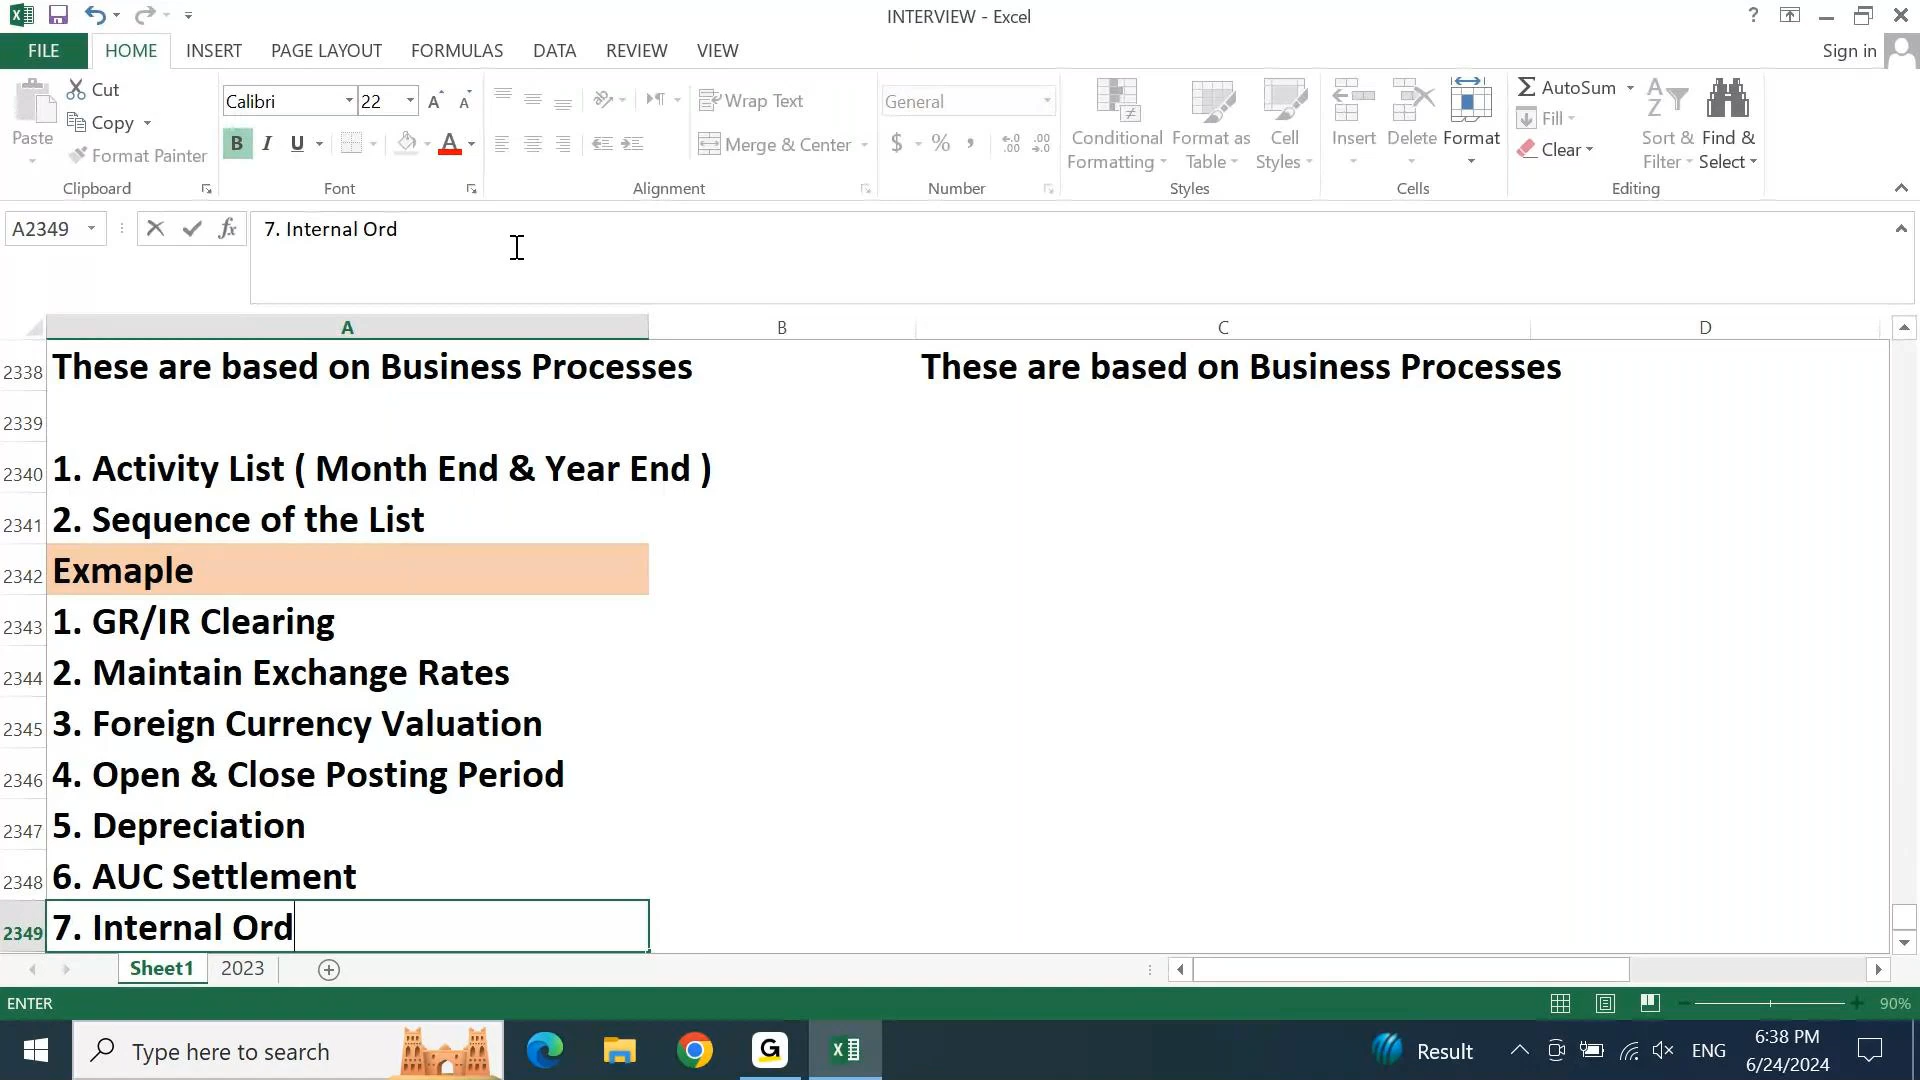 INTERVIEW - Excel
?
FILE HOME INSERT PAGE LAYOUT FORMULAS DATA REVIEW VIEW Sign in
Paste
Cut
Copy
Format Painter
Clipboard
Calibri 22 A A
B I U A
Font
Wrap Text
Merge & Center
Alignment
General
$ % , .0 .00
Number
Conditional Formatting
Format as Table
Cell Styles
Styles
Insert Delete Format
Cells
AutoSum
Fill
Clear
Sort & Filter
Find & Select
Editing
A2349 fx 7. Internal Ord
A B C D
2338 These are based on Business Processes These are based on Business Processes
2339
2340 1. Activity List ( Month End & Year End )
2341 2. Sequence of the List
2342 Exmaple
2343 1. GR/IR Clearing
2344 2. Maintain Exchange Rates
2345 3. Foreign Currency Valuation
2346 4. Open & Close Posting Period
2347 5. Depreciation
2348 6. AUC Settlement
2349 7. Internal Ord
Sheet1 2023
ENTER 90%
Type here to search
Result
ENG
6:38 PM
6/24/2024